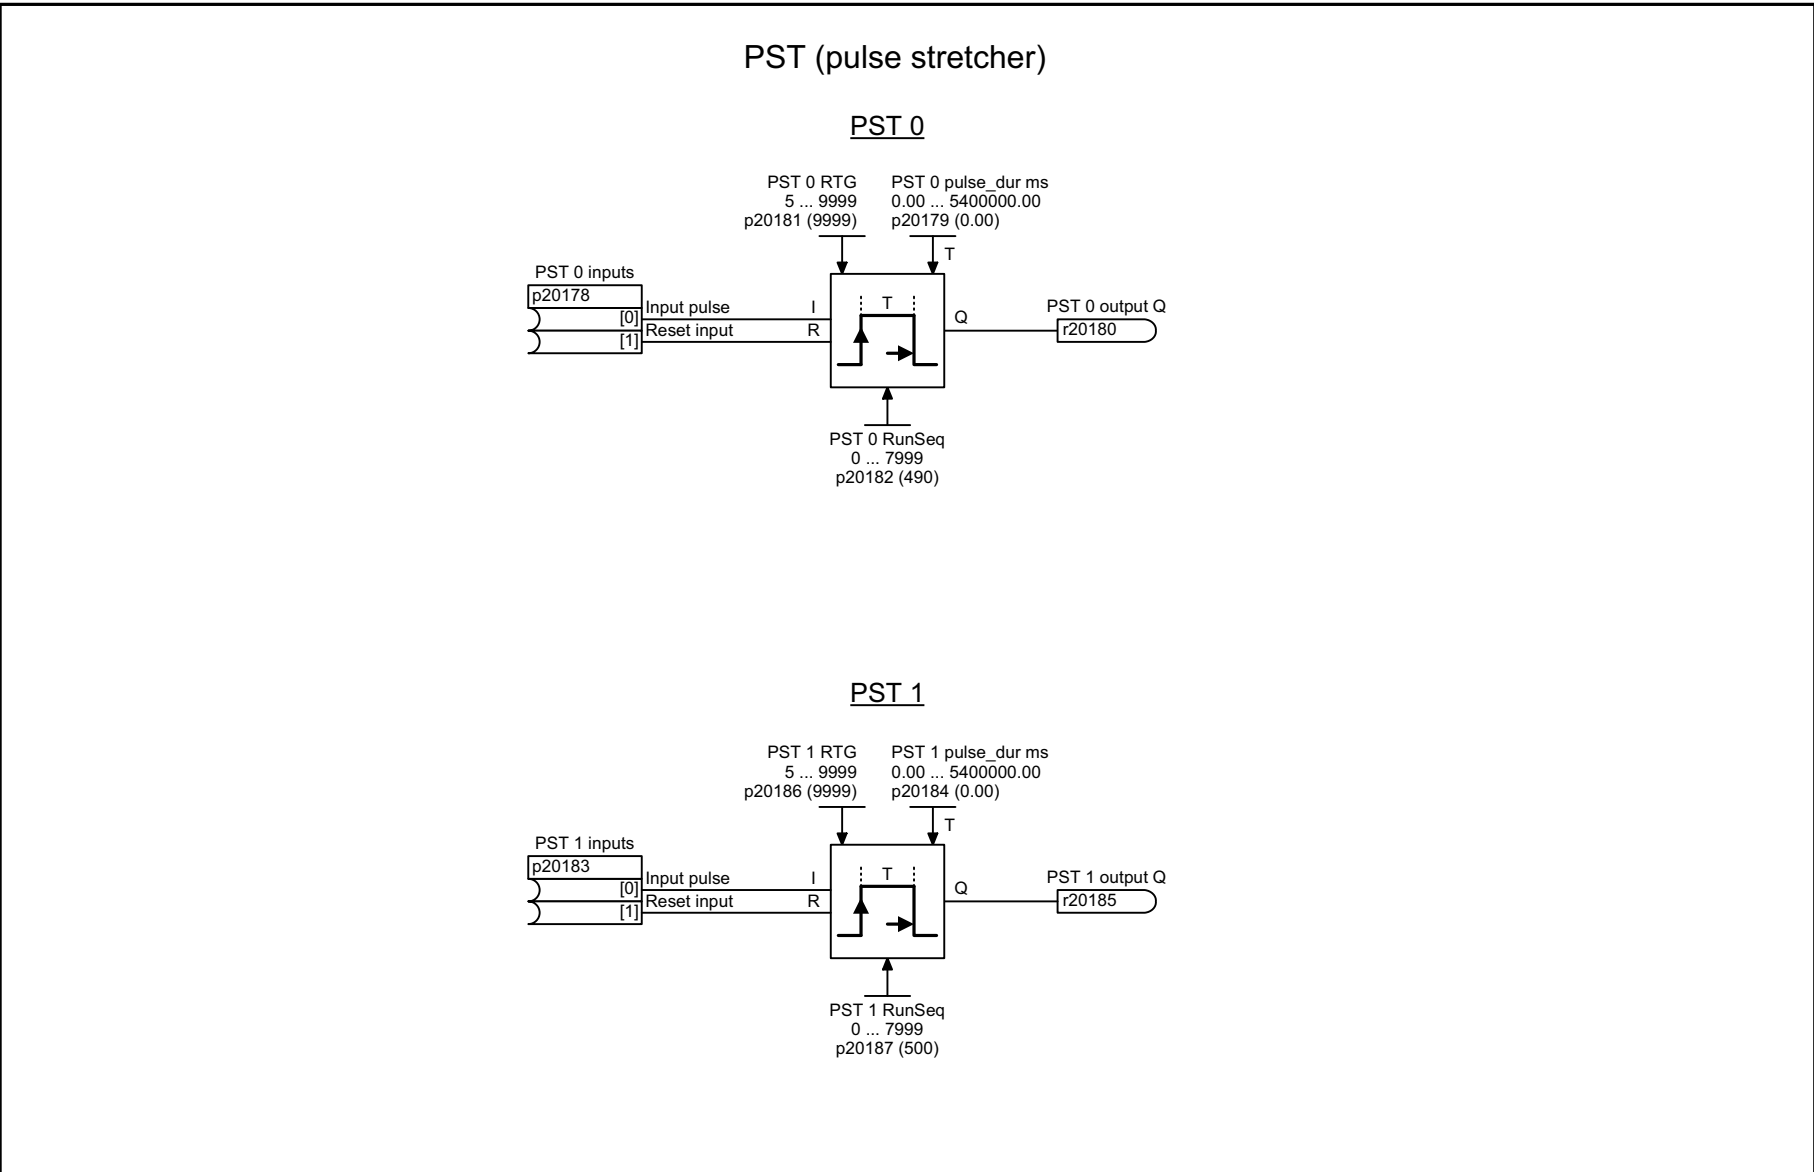 PST (pulse stretcher)
PST 0
PST 0 RTG
5 ... 9999
p20181 (9999)
PST 0 pulse_dur ms
0.00 ... 5400000.00
p20179 (0.00)
T
PST 0 inputs
p20178
[0]
[1]
Input pulse
Reset input
I
R
T
Q
PST 0 output Q
r20180
PST 0 RunSeq
0 ... 7999
p20182 (490)
PST 1
PST 1 RTG
5 ... 9999
p20186 (9999)
PST 1 pulse_dur ms
0.00 ... 5400000.00
p20184 (0.00)
T
PST 1 inputs
p20183
[0]
[1]
Input pulse
Reset input
I
R
T
Q
PST 1 output Q
r20185
PST 1 RunSeq
0 ... 7999
p20187 (500)